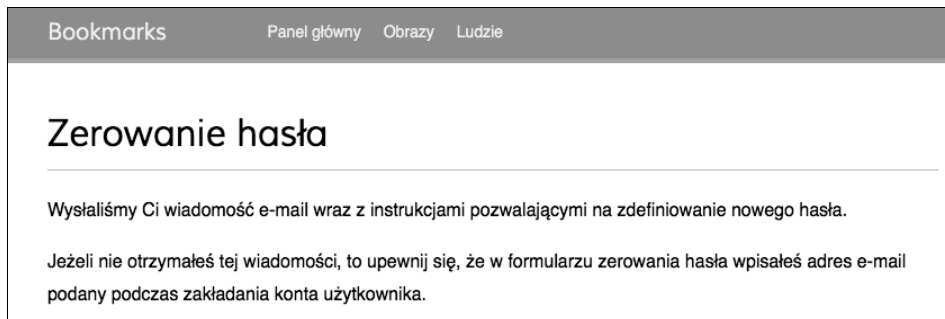 Bookmarks Panel główny Obrazy Ludzie
Zerowanie hasła
Wysłaliśmy Ci wiadomość e-mail wraz z instrukcjami pozwalającymi na zdefiniowanie nowego hasła.
Jeżeli nie otrzymałeś tej wiadomości, to upewnij się, że w formularzu zerowania hasła wpisałeś adres e-mail
podany podczas zakładania konta użytkownika.